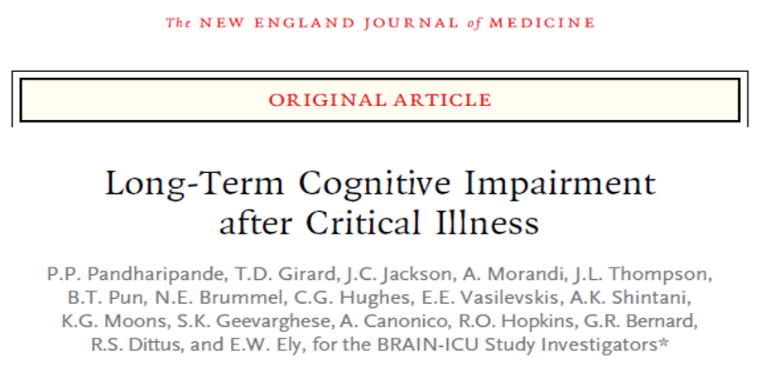 The NEW ENGLAND JOURNAL of MEDICINE
ORIGINAL ARTICLE
Long-Term Cognitive Impairment
after Critical Illness
P.P. Pandharipande, T.D. Girard, J.C. Jackson, A. Morandi, J.L. Thompson,
B.T. Pun, N.E. Brummel, C.G. Hughes, E.E. Vasilevskis, A.K. Shintani,
K.G. Moons, S.K. Geevarghese, A. Canonico, R.O. Hopkins, G.R. Bernard,
R.S. Dittus, and E.W. Ely, for the BRAIN-ICU Study Investigators*